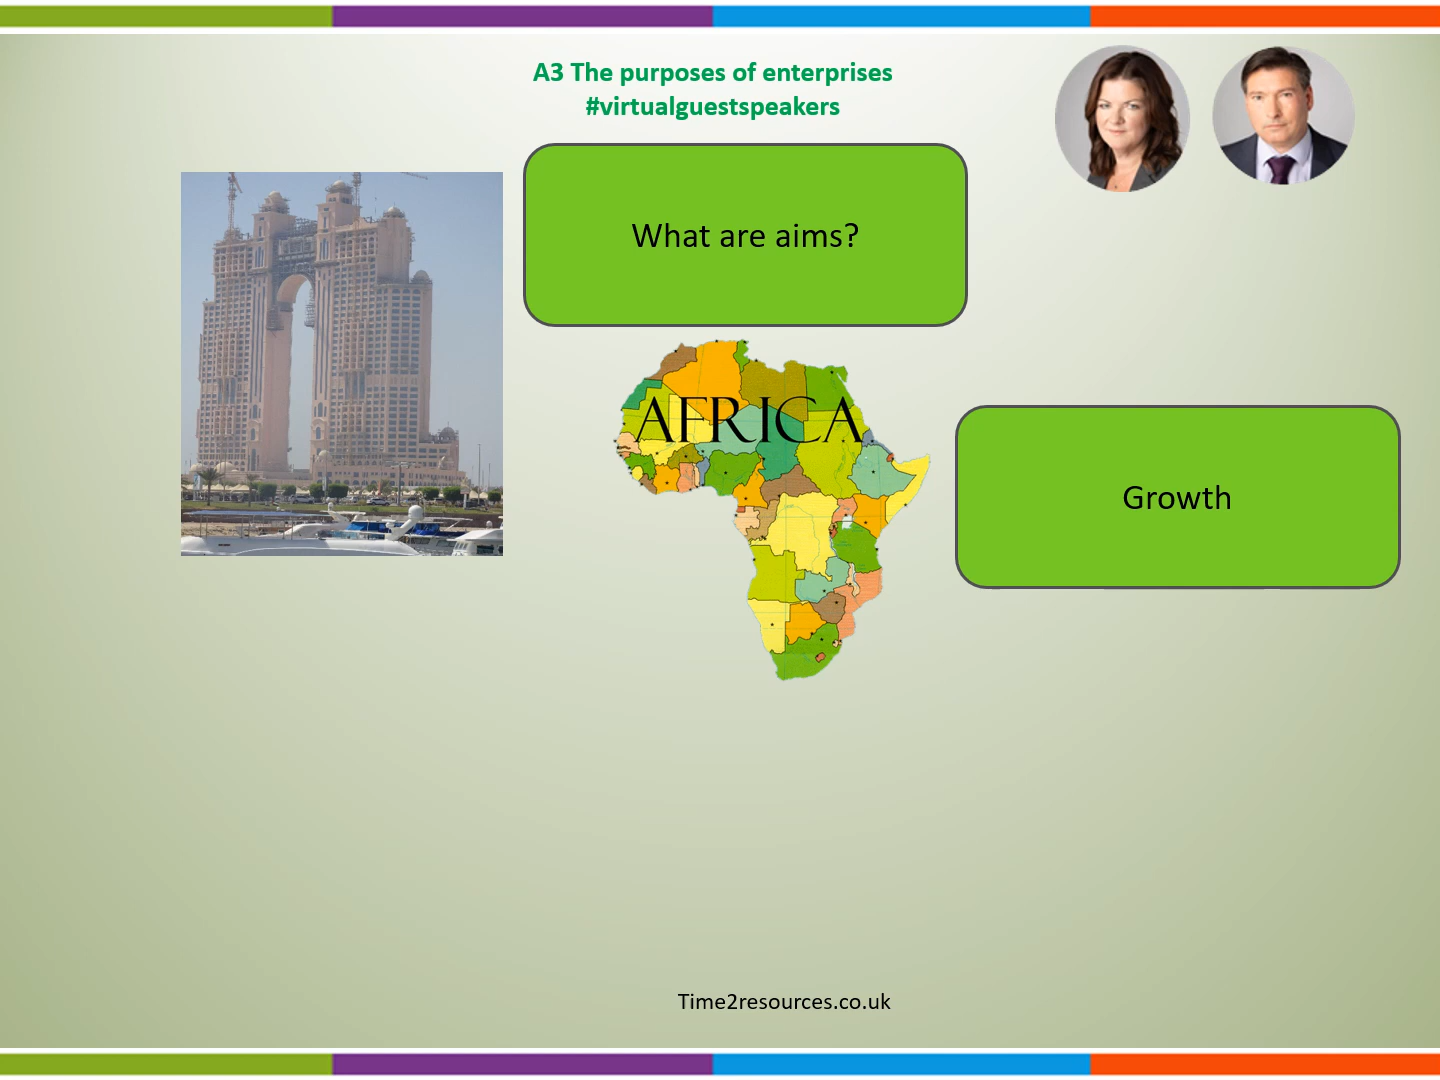 A3 The purposes of enterprises
#virtualguestspeakers
What are aims?
AFRICA
Growth
Time2resources.co.uk